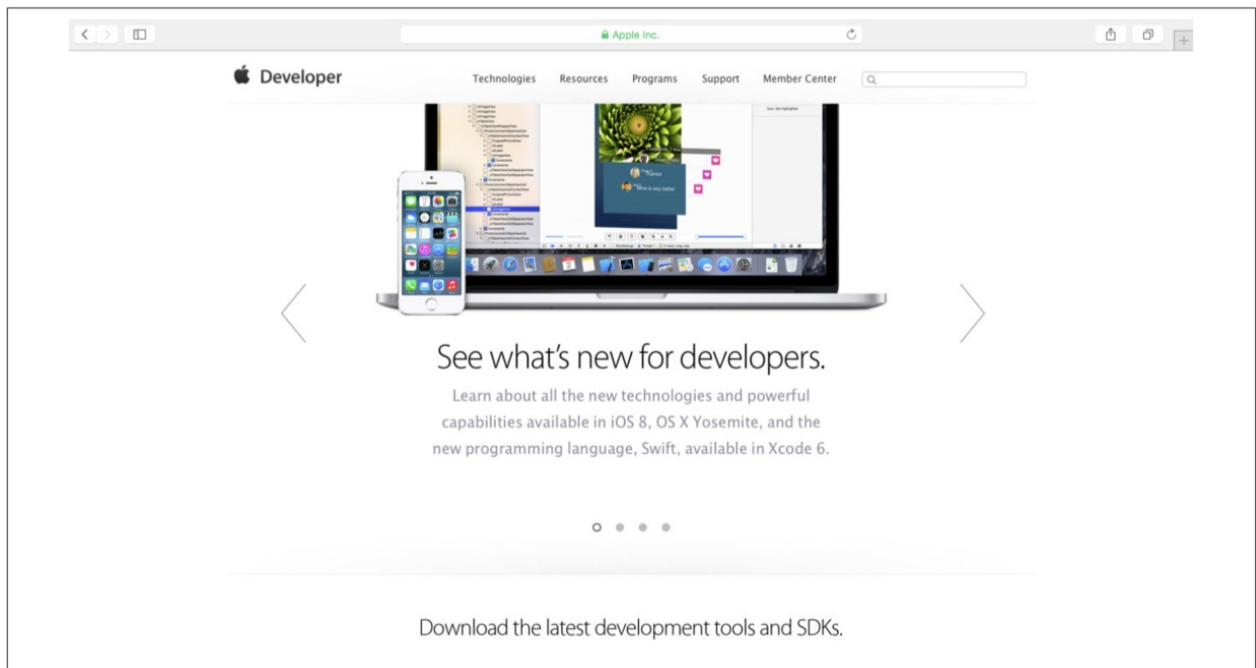 Apple Inc.
Developer
Technologies Resources Programs Support Member Center
See what's new for developers.
Learn about all the new technologies and powerful
capabilities available in iOS 8, OS X Yosemite, and the
new programming language, Swift, available in Xcode 6.
Download the latest development tools and SDKs.